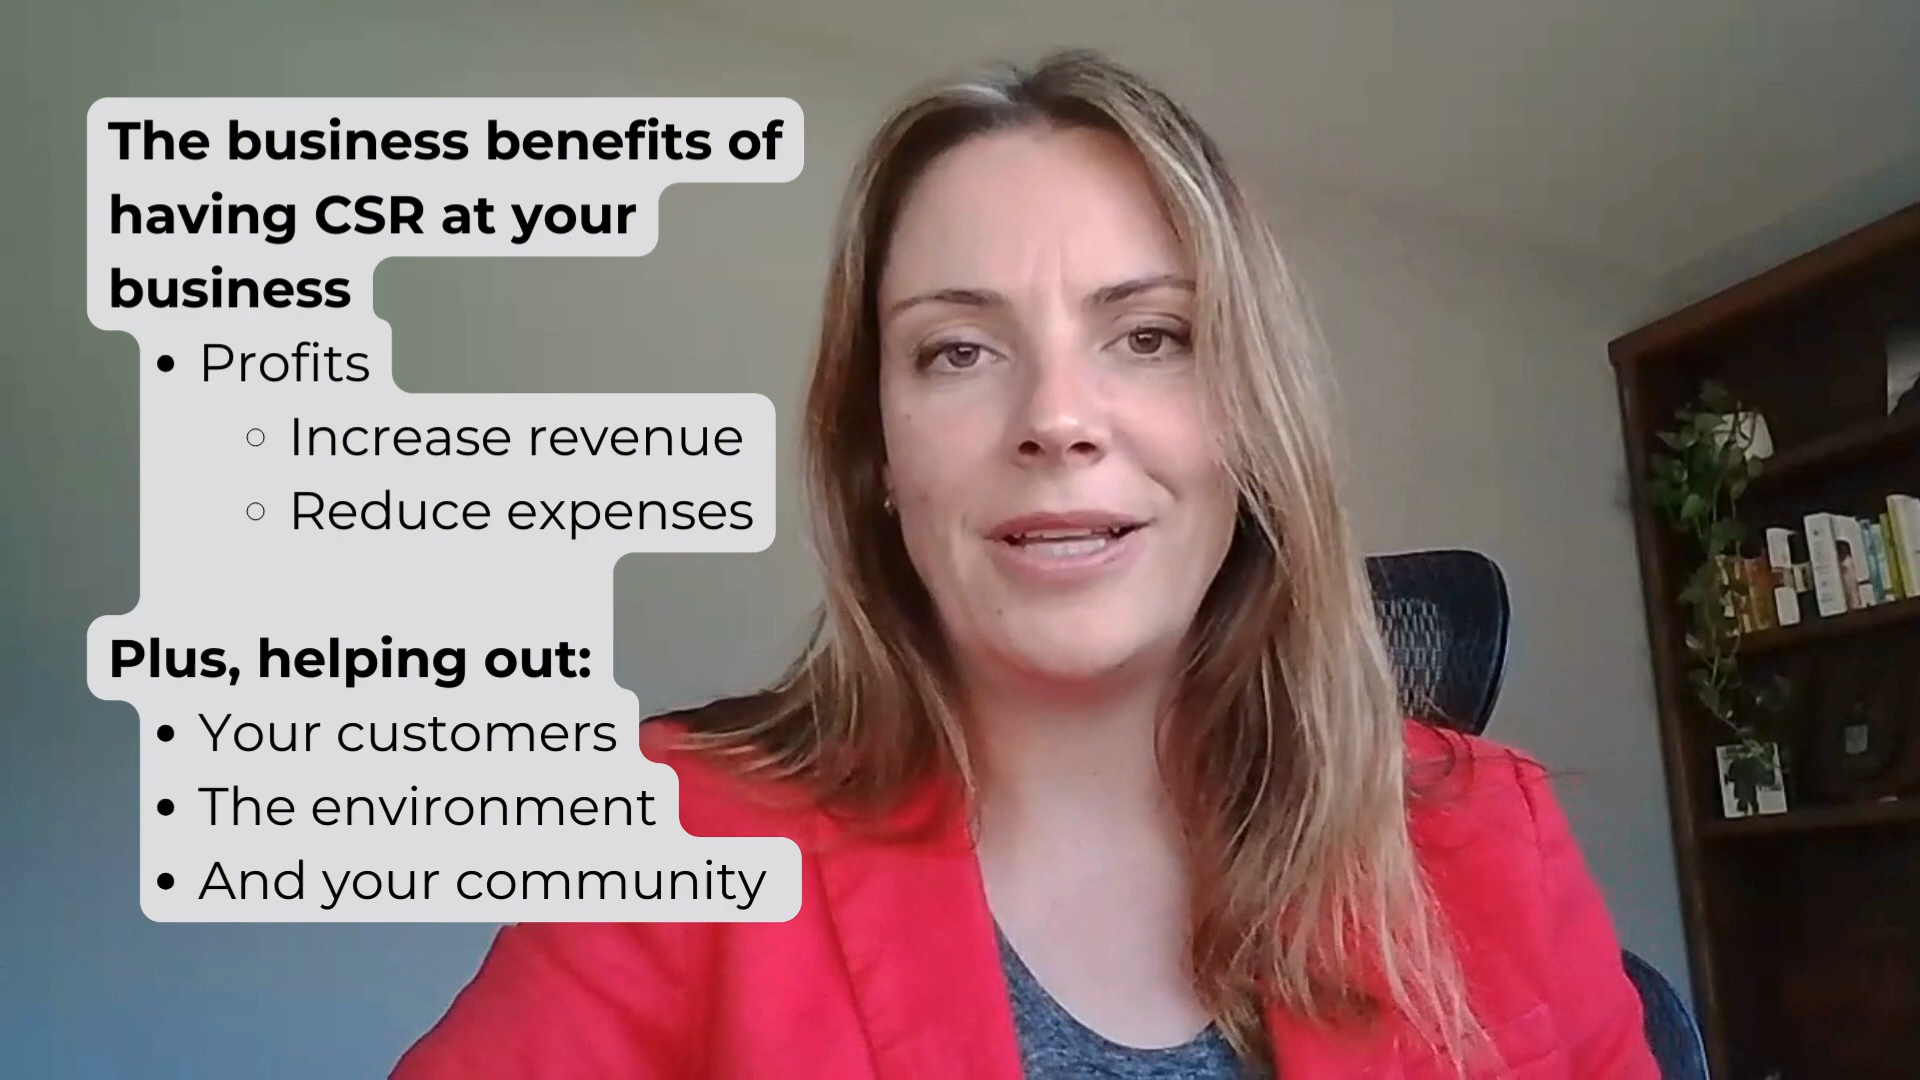 The business benefits of
having CSR at your
business
• Profits
◦ Increase revenue
◦ Reduce expenses
Plus, helping out:
• Your customers
• The environment
• And your community